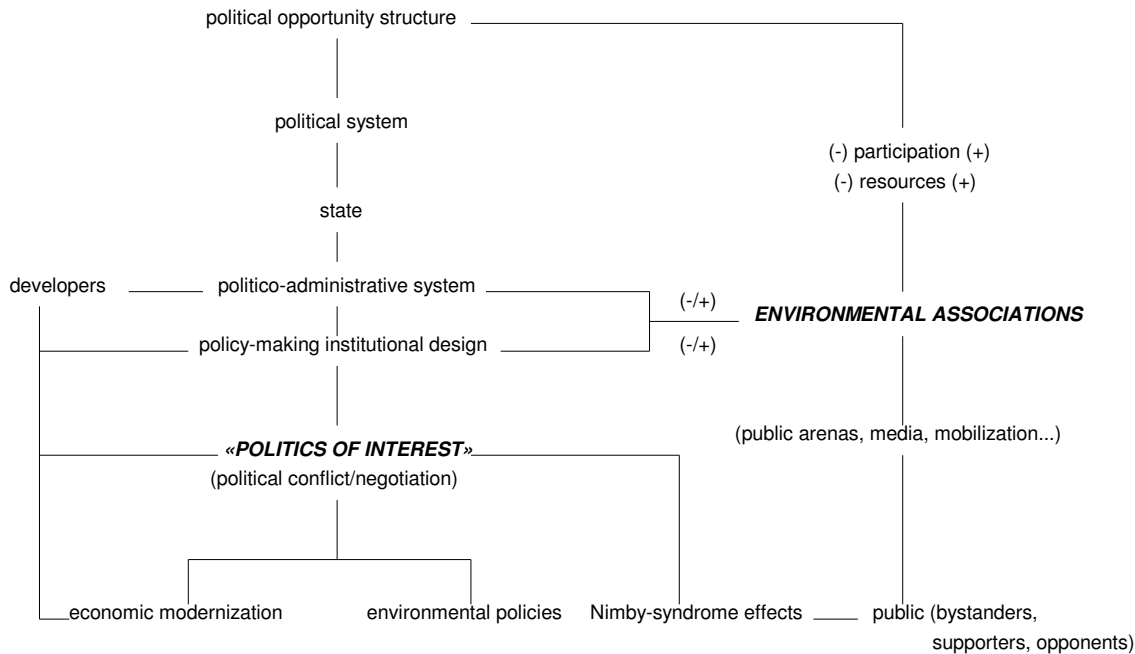 political opportunity structure
political system
(-) participation (+)
(-) resources (+)
state
developers
politico-administrative system
(-/+)
ENVIRONMENTAL ASSOCIATIONS
policy-making institutional design
(-/+)
(public arenas, media, mobilization...)
«POLITICS OF INTEREST»
(political conflict/negotiation)
economic modernization
environmental policies
Nimby-syndrome effects
public (bystanders,
supporters, opponents)